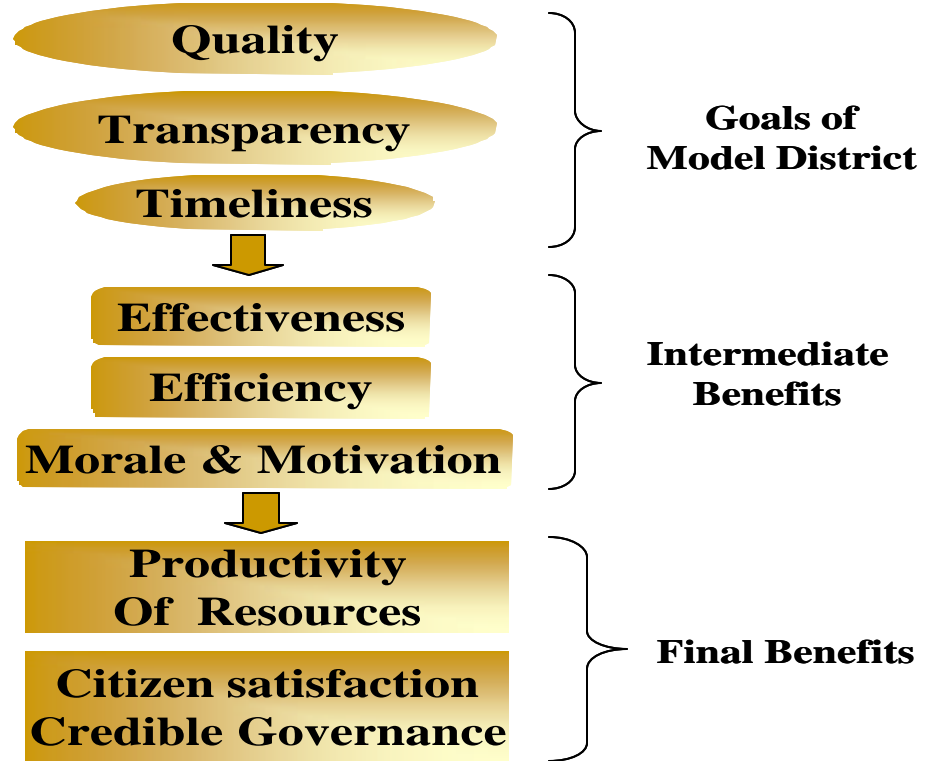 Quality
Transparency
Timeliness
Goals of
Model District
Effectiveness
Efficiency
Morale & Motivation
Intermediate
Benefits
Productivity
Of Resources
Citizen satisfaction
Credible Governance
Final Benefits